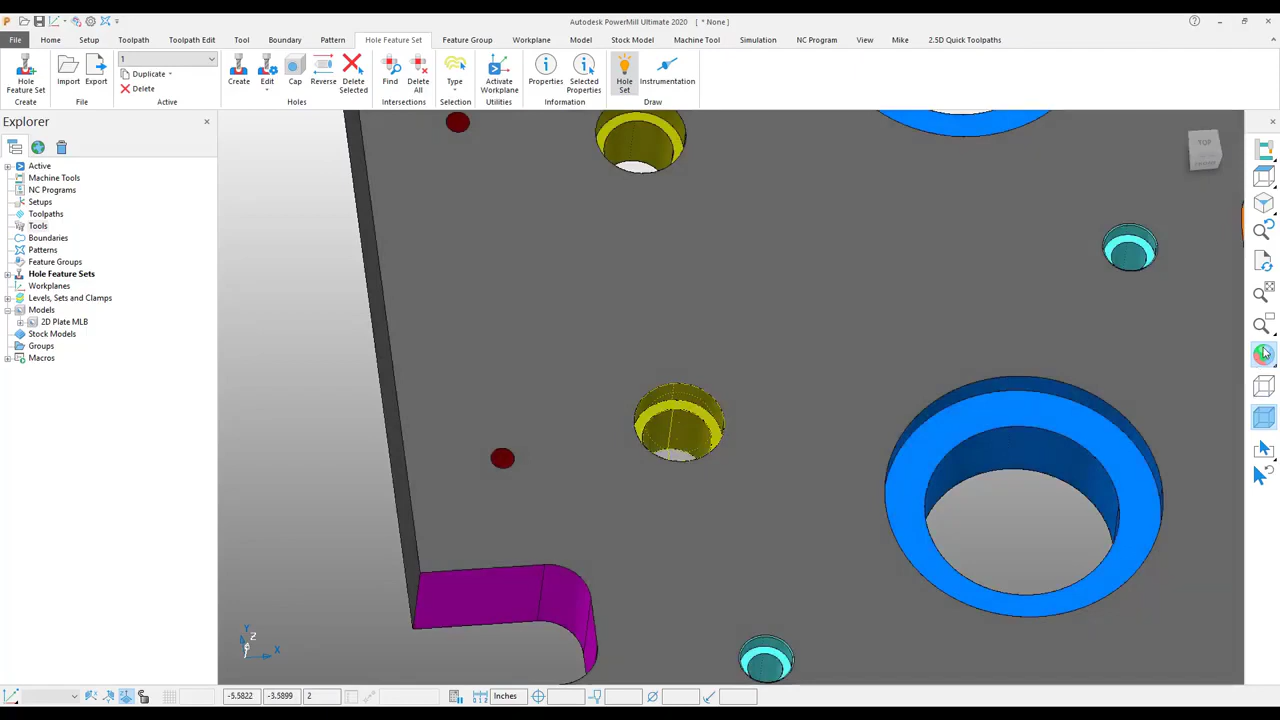 Autodesk PowerMill Ultimate 2020 [ * None ]
File Home Setup Toolpath Toolpath Edit Tool Boundary Pattern Hole Feature Set Feature Group Workplane Model Stock Model Machine Tool Simulation NC Program View Mike 2.5D Quick Toolpaths
Hole Feature Set
Create
Import Export
File
1
Duplicate
Delete
Active
Create Edit Cap Reverse Delete Selected
Holes
Find Delete All
Intersections
Type
Selection
Activate Workplane
Utilities
Properties Selected Properties
Information
Hole Set Instrumentation
Draw
Explorer
Active
Machine Tools
NC Programs
Setups
Toolpaths
Tools
Boundaries
Patterns
Feature Groups
Hole Feature Sets
Workplanes
Levels, Sets and Clamps
Models
2D Plate MLB
Stock Models
Groups
Macros
TOP
Y
Z
X
-5.5822 -3.5899 2 Inches